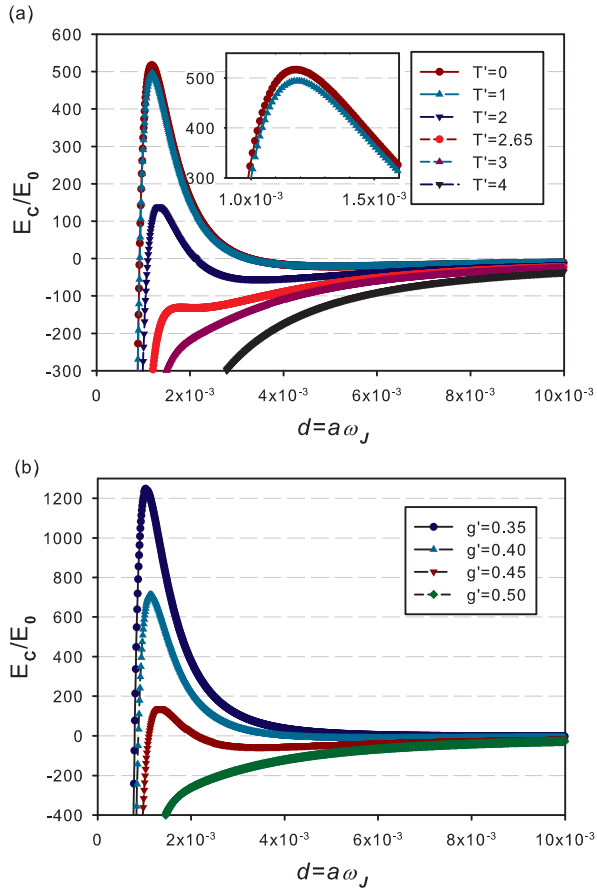 (a)
600
500
400
300
200
100
0
-100
-200
-300
E_C/E_0
500
400
300
1.0x10⁻³
1.5x10⁻³
T'=0
T'=1
T'=2
T'=2.65
T'=3
T'=4
0
2x10⁻³
4x10⁻³
6x10⁻³
8x10⁻³
10x10⁻³
d=aω_J
(b)
1200
1000
800
600
400
200
0
-200
-400
E_C/E_0
g'=0.35
g'=0.40
g'=0.45
g'=0.50
0
2x10⁻³
4x10⁻³
6x10⁻³
8x10⁻³
10x10⁻³
d=aω_J